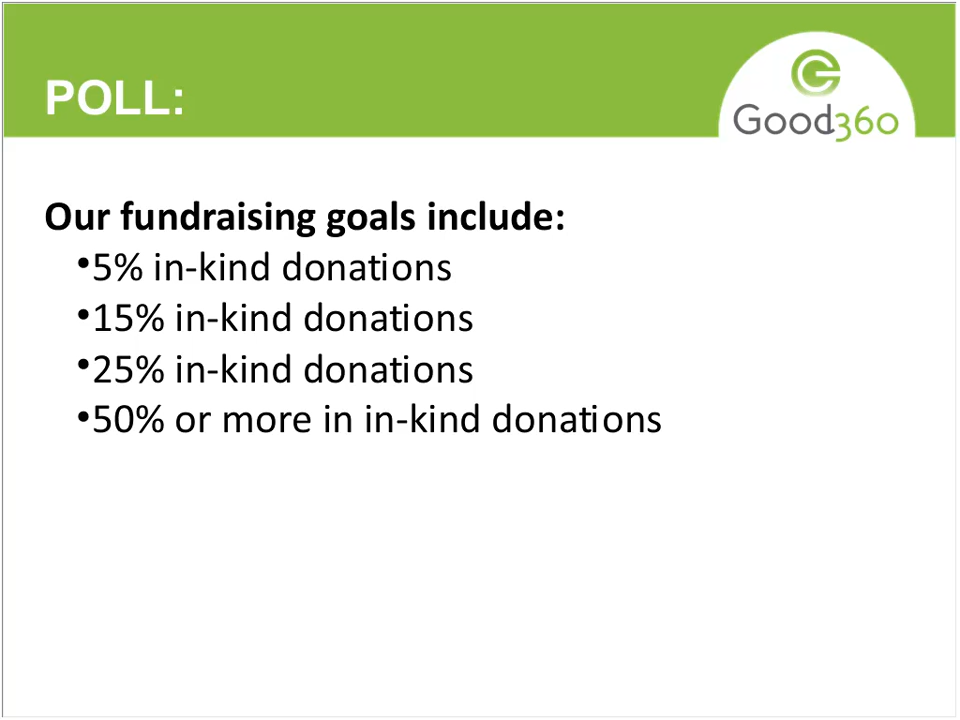 POLL:
Good360
Our fundraising goals include:
•5% in-kind donations
•15% in-kind donations
•25% in-kind donations
•50% or more in in-kind donations